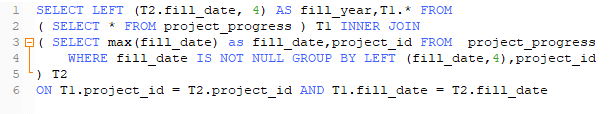 1 SELECT LEFT (T2.fill_date, 4) AS fill_year,T1.* FROM
2 ( SELECT * FROM project_progress ) T1 INNER JOIN
3 ( SELECT max(fill_date) as fill_date,project_id FROM  project_progress
4     WHERE fill_date IS NOT NULL GROUP BY LEFT (fill_date,4),project_id
5 ) T2
6 ON T1.project_id = T2.project_id AND T1.fill_date = T2.fill_date